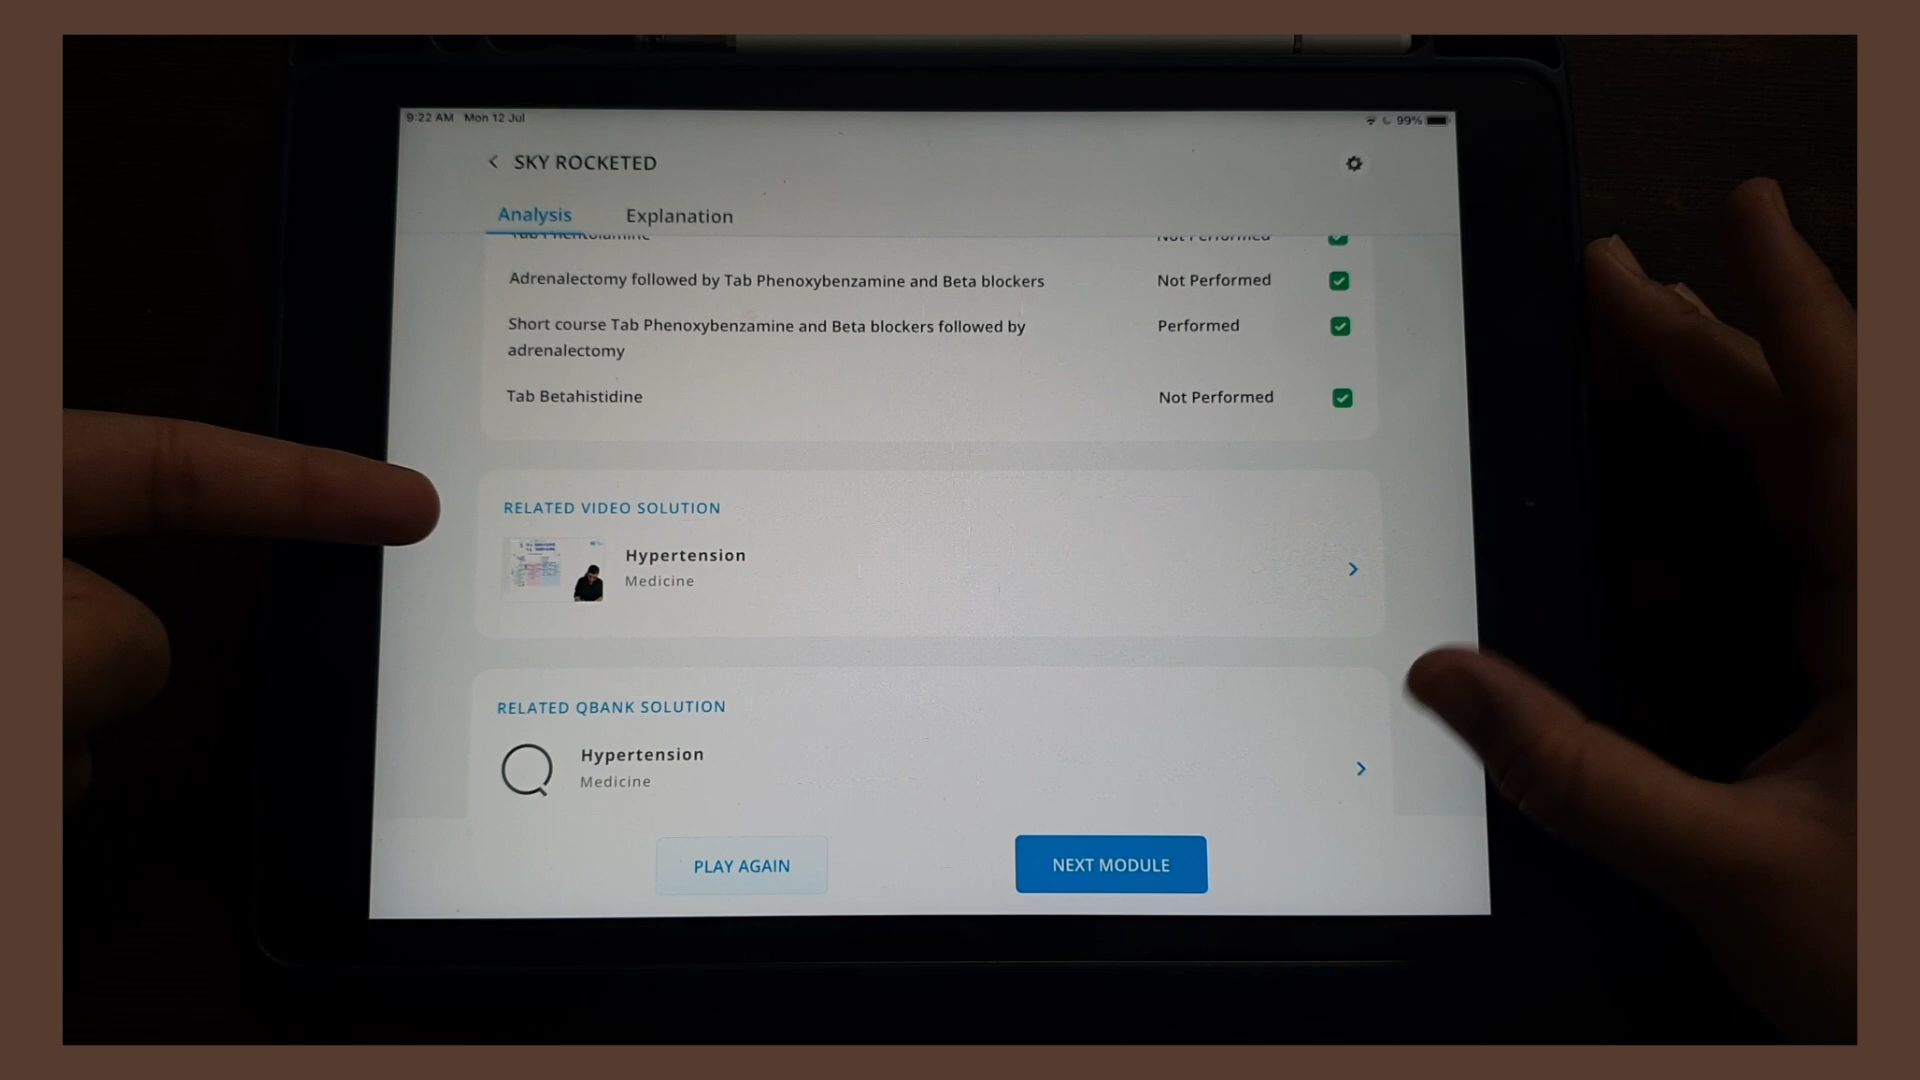 9:22 AM Mon 12 Jul
99%
SKY ROCKETED
Analysis Explanation
Adrenalectomy followed by Tab Phenoxybenzamine and Beta blockers Not Performed
Short course Tab Phenoxybenzamine and Beta blockers followed by Performed
adrenalectomy
Tab Betahistidine Not Performed
RELATED VIDEO SOLUTION
Hypertension
Medicine
RELATED QBANK SOLUTION
Hypertension
Medicine
PLAY AGAIN NEXT MODULE